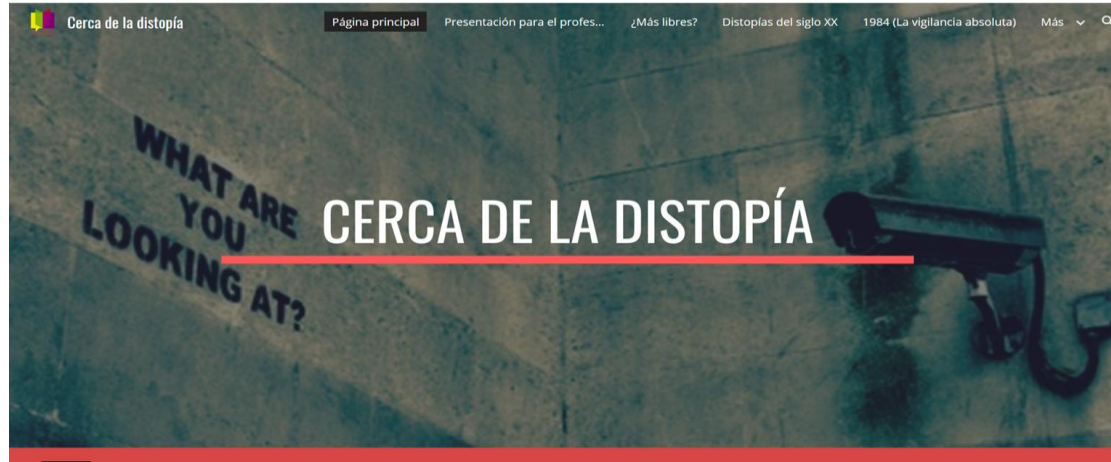 Cerca de la distopía
Página principal
Presentación para el profes...
¿Más libres?
Distopías del siglo XX
1984 (La vigilancia absoluta)
Más
WHAT ARE
YOU
LOOKING AT?
CERCA DE LA DISTOPÍA